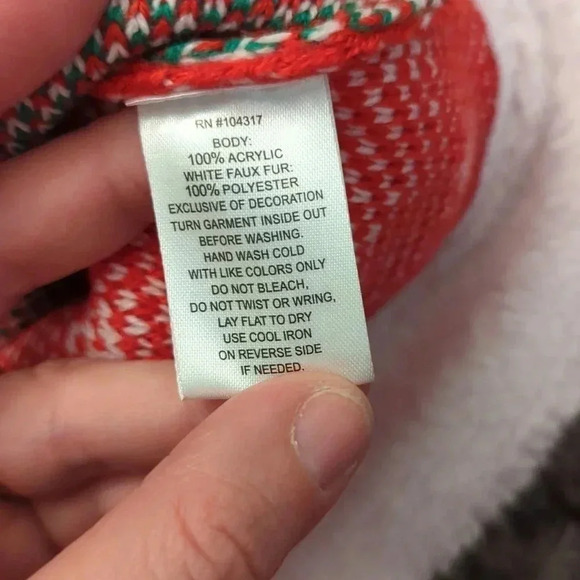 RN #104317
BODY:
100% ACRYLIC
WHITE FAUX FUR:
100% POLYESTER
EXCLUSIVE OF DECORATION
TURN GARMENT INSIDE OUT
BEFORE WASHING.
HAND WASH COLD
WITH LIKE COLORS ONLY
DO NOT BLEACH,
DO NOT TWIST OR WRING,
LAY FLAT TO DRY
USE COOL IRON
ON REVERSE SIDE
IF NEEDED.